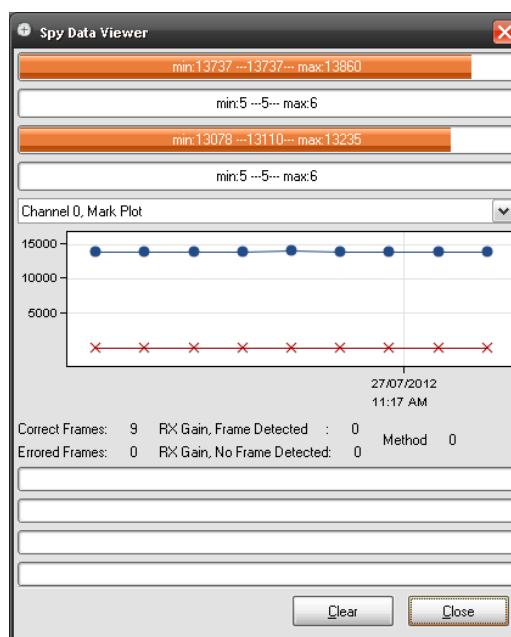 Spy Data Viewer
min:13737 ---13737--- max:13860
min:5 ---5--- max:6
min:13078 ---13110--- max:13235
min:5 ---5--- max:6
Channel 0, Mark Plot
15000
10000
5000
27/07/2012
11:17 AM
Correct Frames: 9 RX Gain, Frame Detected : 0
Method 0
Errored Frames: 0 RX Gain, No Frame Detected: 0
Clear Close